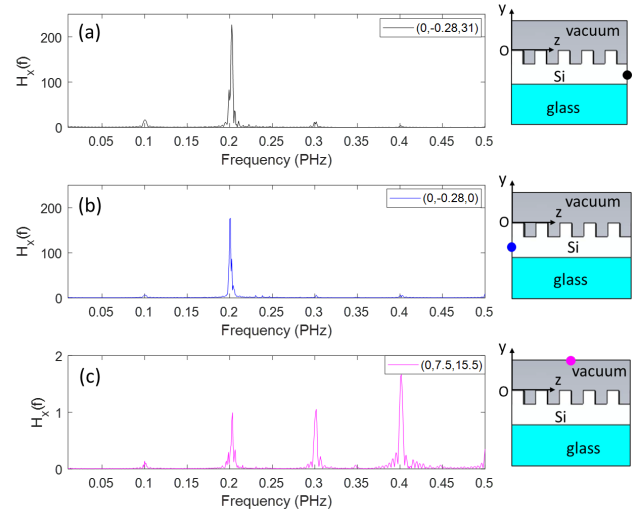 (a)
(0,-0.28,31)
200
100
0
Hx(f)
0.05 0.1 0.15 0.2 0.25 0.3 0.35 0.4 0.45 0.5
Frequency (PHz)
y
vacuum
O
z
Si
glass
(b)
(0,-0.28,0)
200
100
0
Hx(f)
0.05 0.1 0.15 0.2 0.25 0.3 0.35 0.4 0.45 0.5
Frequency (PHz)
y
vacuum
O
z
Si
glass
(c)
(0,7.5,15.5)
2
1
0
Hx(f)
0.05 0.1 0.15 0.2 0.25 0.3 0.35 0.4 0.45 0.5
Frequency (PHz)
y
vacuum
O
z
Si
glass